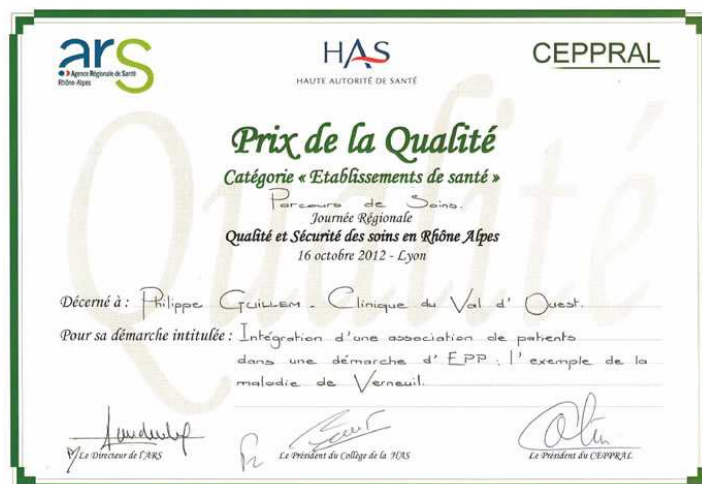 ars
Agence Régionale de Santé
Rhône-Alpes
HAS
HAUTE AUTORITÉ DE SANTÉ
CEPPRAL
Qualité
Prix de la Qualité
Catégorie « Etablissements de santé »
Parcours de Soins.
Journée Régionale
Qualité et Sécurité des soins en Rhône Alpes
16 octobre 2012 - Lyon
Décerné à : Philippe GUILLEM - Clinique du Val d'Ouest.
Pour sa démarche intitulée : Intégration d'une association de patients
dans une démarche d'EPP : l'exemple de la
maladie de Verneuil.
Le Directeur de l'ARS
Le Président du Collège de la HAS
Le Président du CEPPRAL